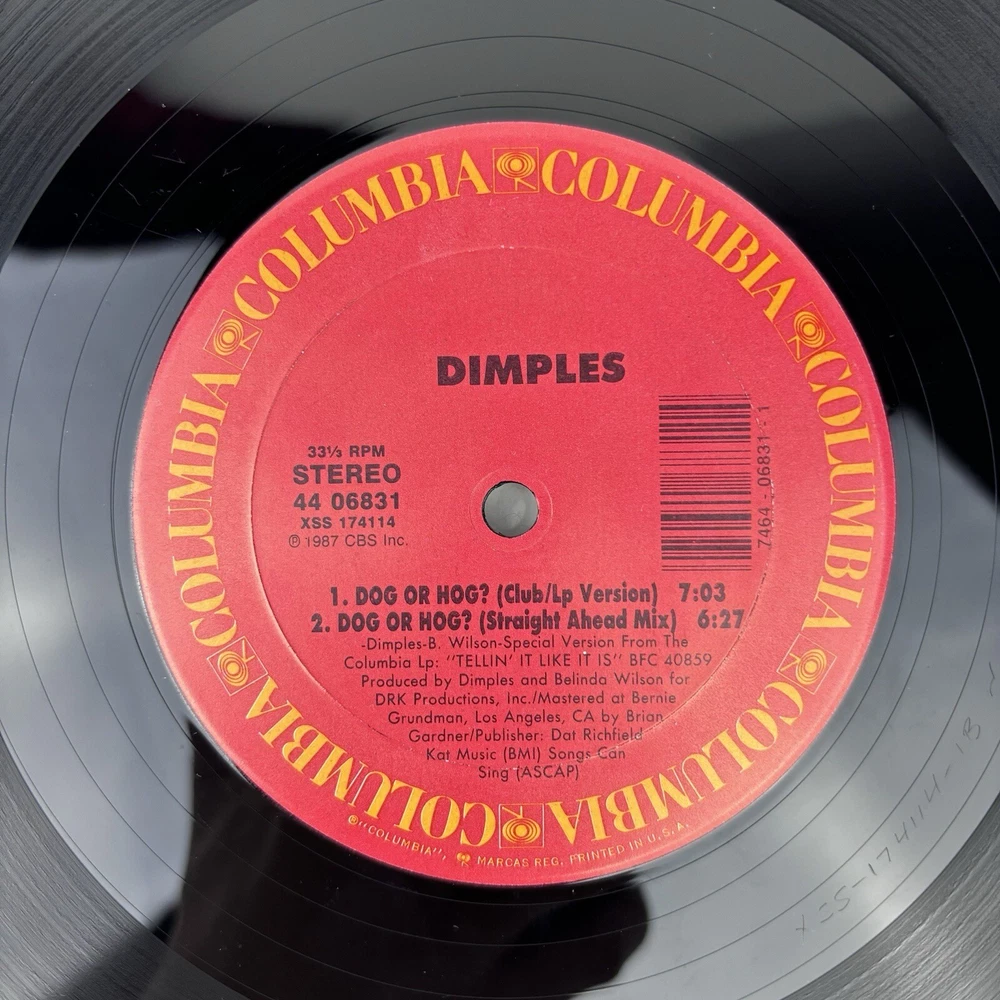 COLUMBIA COLUMBIA COLUMBIA COLUMBIA COLUMBIA COLUMBIA COLUMBIA COLUMBIA
DIMPLES
33⅓ RPM
STEREO
44 06831
XSS 174114
Ⓟ 1987 CBS Inc.
7464-06831-1
1. DOG OR HOG? (Club/Lp Version) 7:03
2. DOG OR HOG? (Straight Ahead Mix) 6:27
-Dimples-B. Wilson-Special Version From The
Columbia Lp: "TELLIN' IT LIKE IT IS" BFC 40859
Produced by Dimples and Belinda Wilson for
DRK Productions, Inc./Mastered at Bernie
Grundman, Los Angeles, CA by Brian
Gardner/Publisher: Dat Richfield
Kat Music (BMI) Songs Can
Sing (ASCAP)
®"COLUMBIA", MARCAS REG. PRINTED IN U.S.A.
XSS-174114-1B